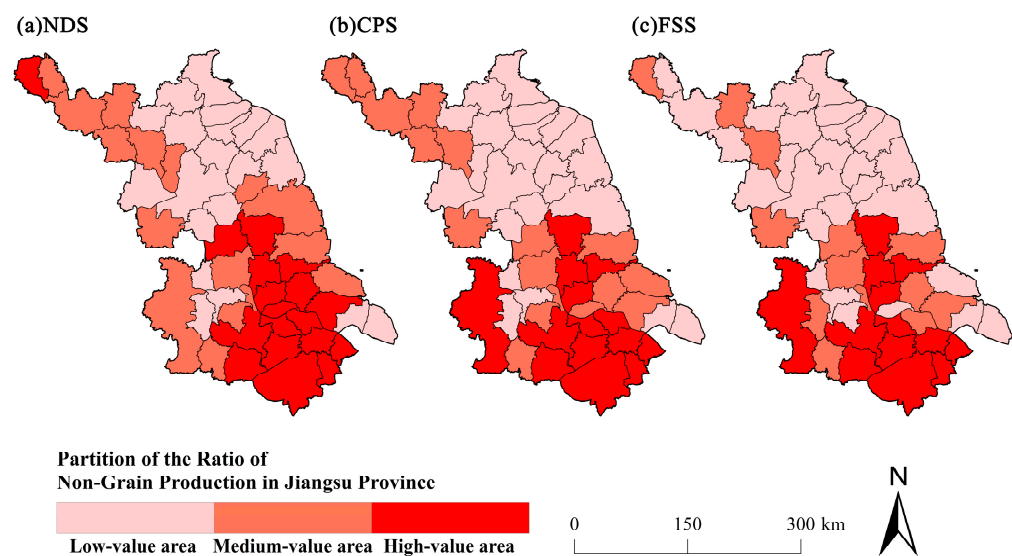 (a)NDS
(b)CPS
(c)FSS
Partition of the Ratio of
Non-Grain Production in Jiangsu Province
Low-value area
Medium-value area
High-value area
0
150
300 km
N